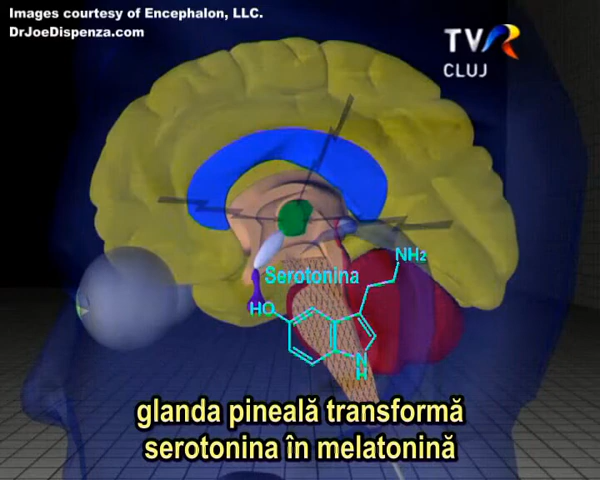 Images courtesy of Encephalon, LLC.
DrJoeDispenza.com
TVR
CLUJ
NH2
Serotonina
HO
N
H
glanda pineală transformă
serotonina în melatonină